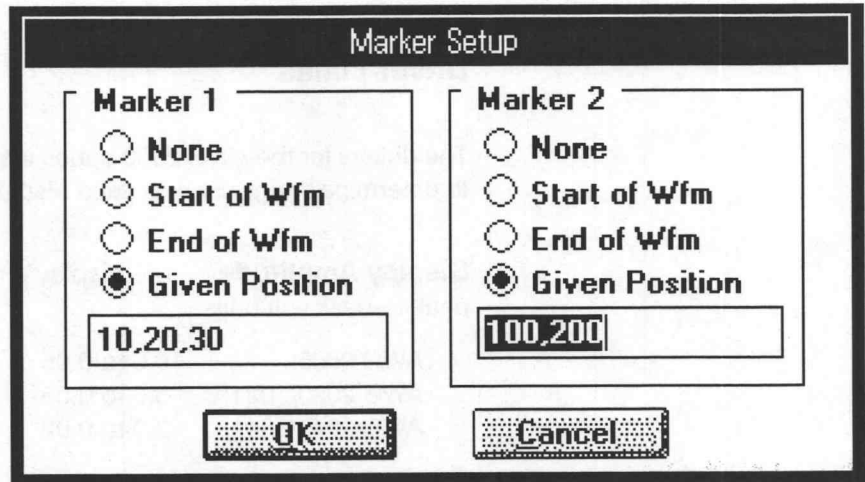 Marker Setup
Marker 1
None
Start of Wfm
End of Wfm
Given Position
10,20,30
Marker 2
None
Start of Wfm
End of Wfm
Given Position
100,200
OK
Cancel